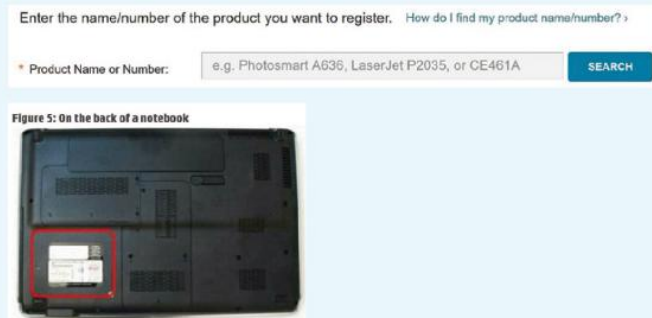 Enter the name/number of the product you want to register. How do I find my product name/number? ›
* Product Name or Number: e.g. Photosmart A636, LaserJet P2035, or CE461A SEARCH
Figure 5: On the back of a notebook